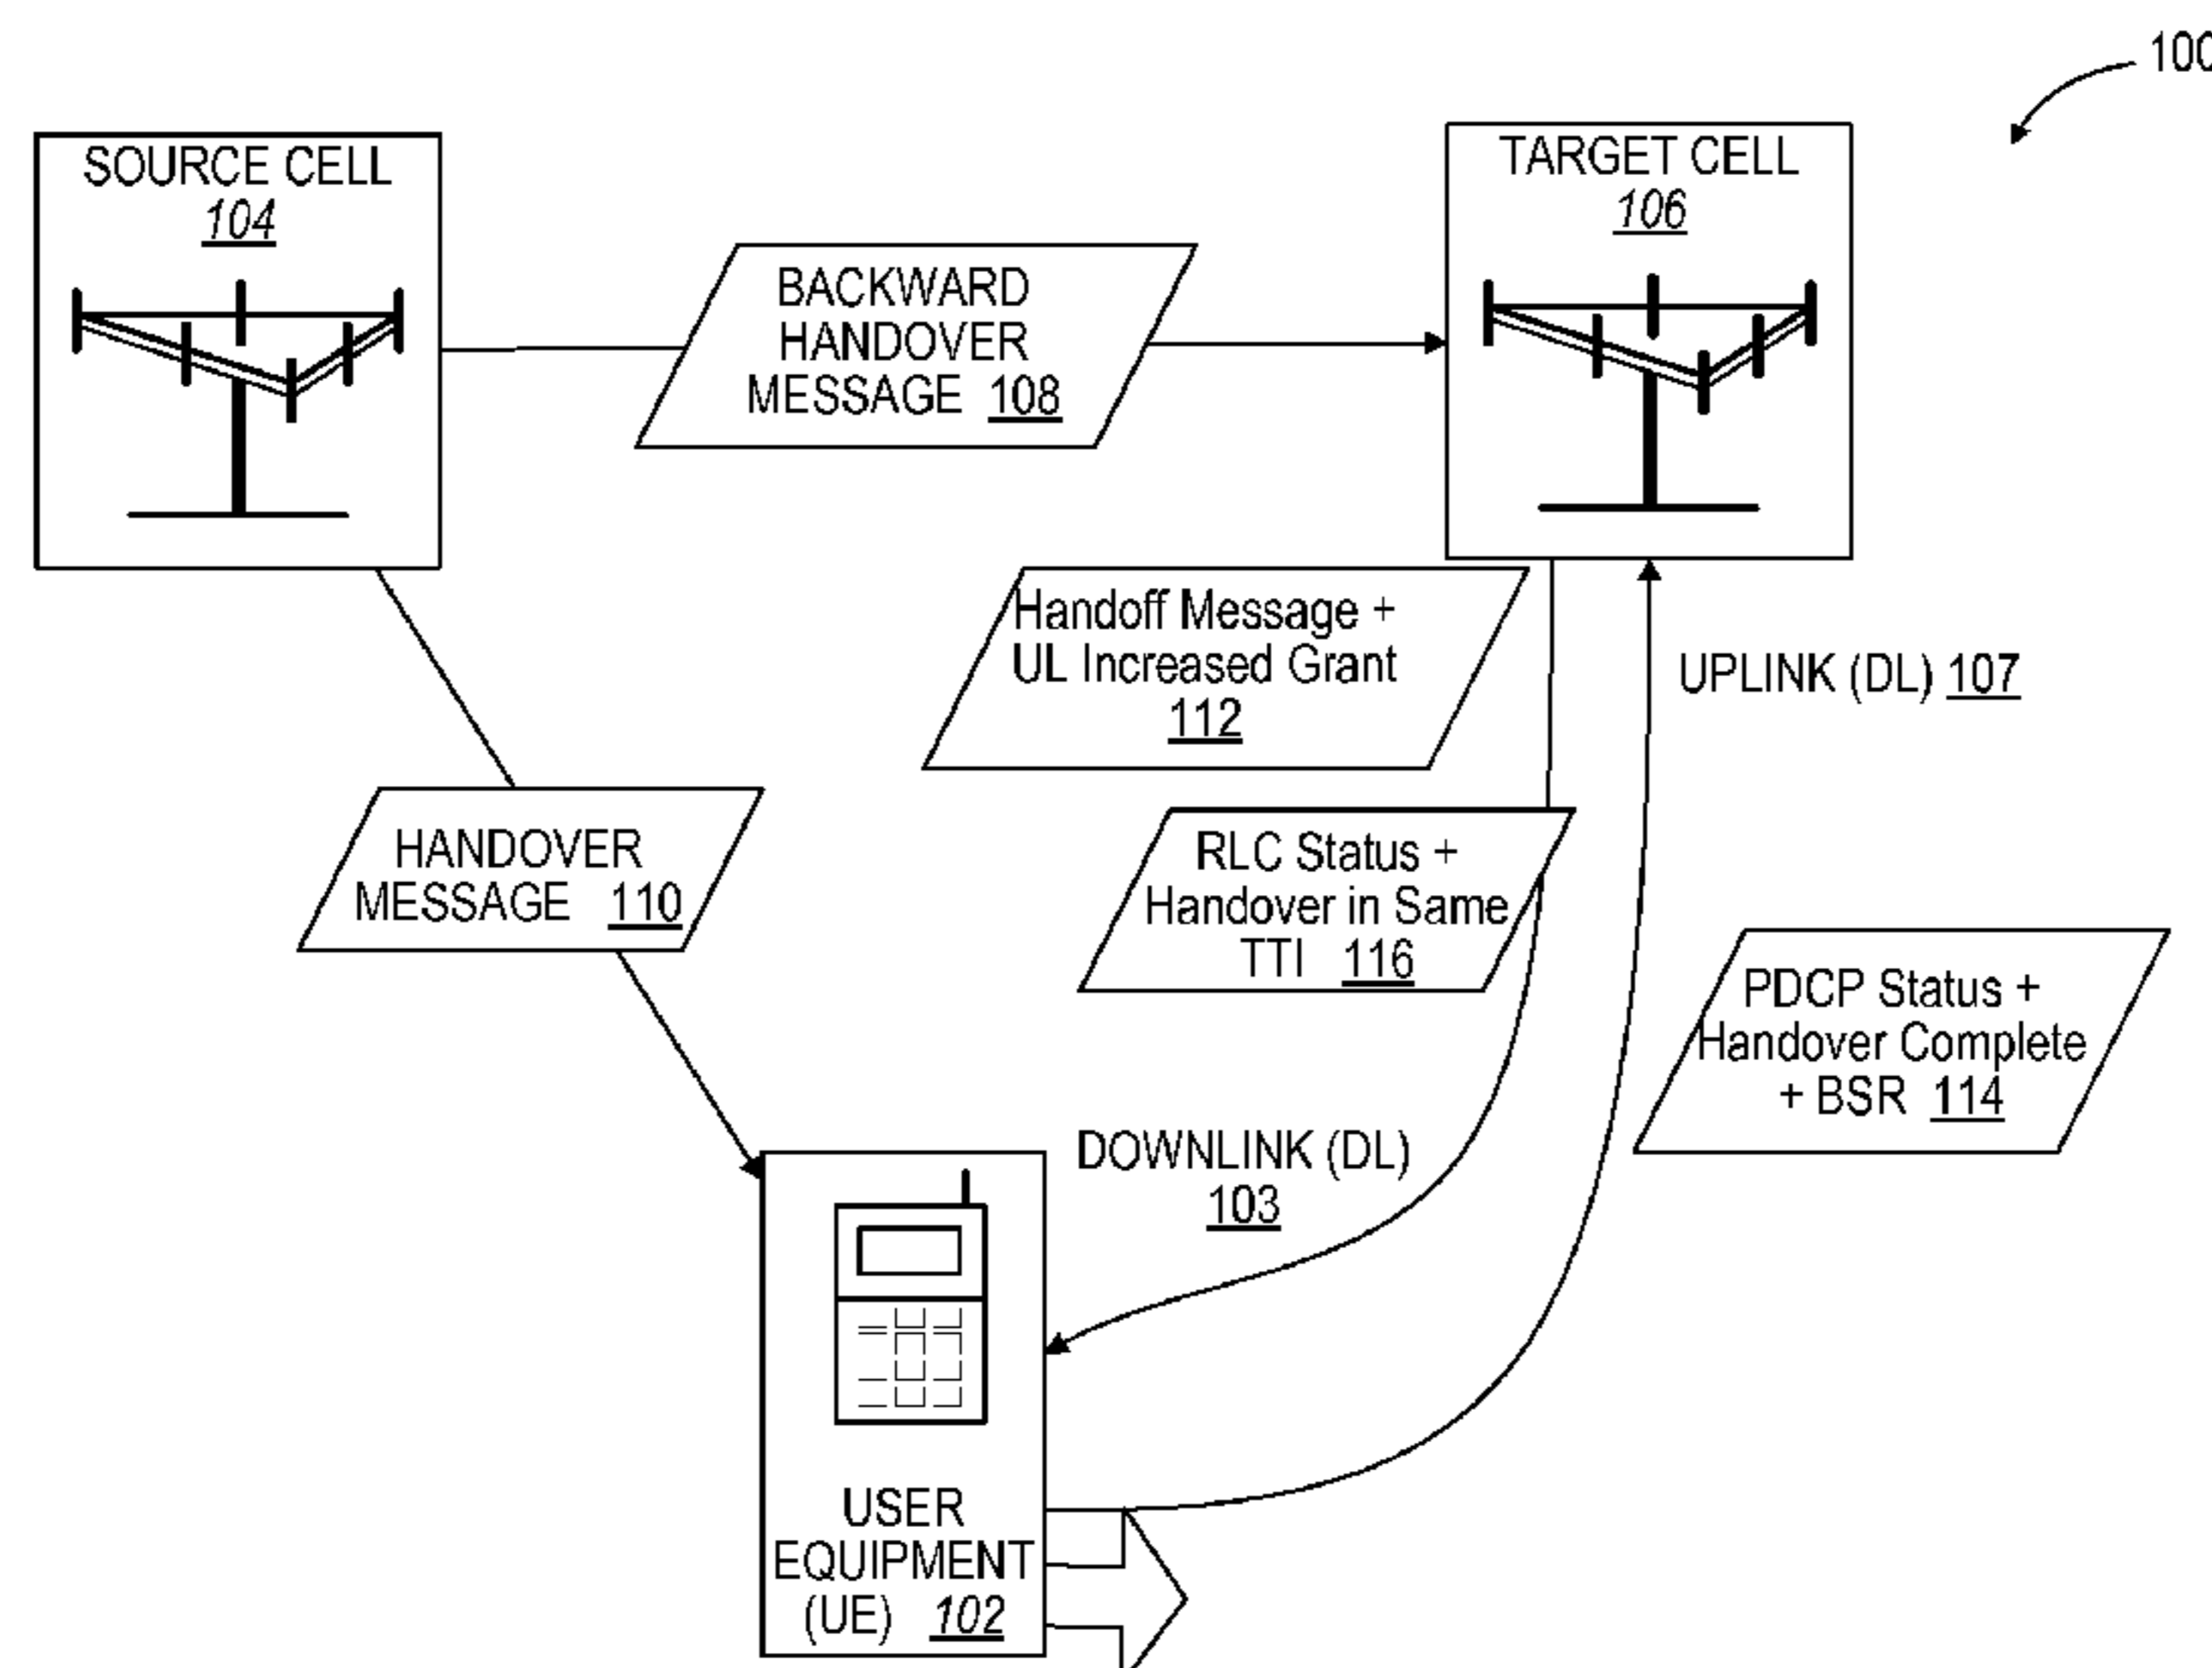 100
SOURCE CELL
104
TARGET CELL
106
BACKWARD
HANDOVER
MESSAGE 108
Handoff Message +
UL Increased Grant
112
UPLINK (DL) 107
HANDOVER
MESSAGE 110
RLC Status +
Handover in Same
TTI 116
PDCP Status +
Handover Complete
+ BSR 114
DOWNLINK (DL)
103
USER
EQUIPMENT
(UE) 102